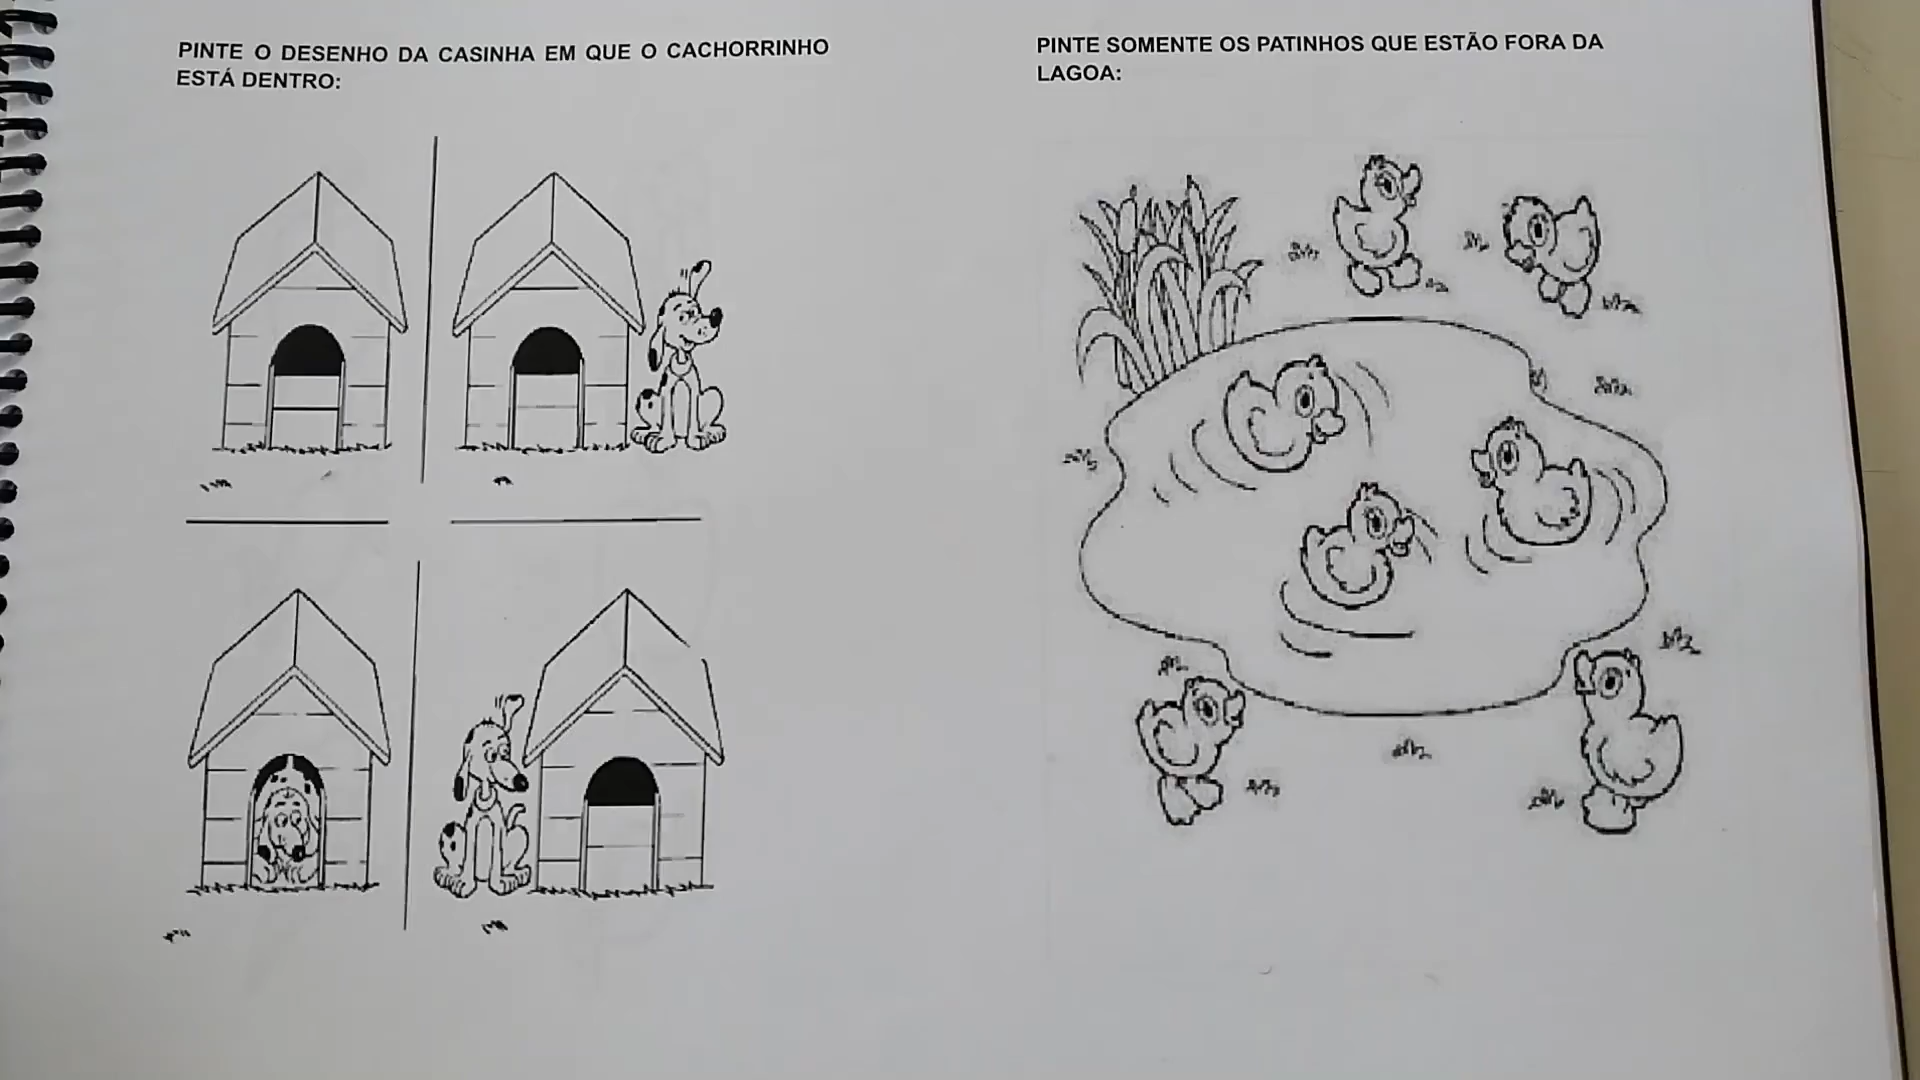 PINTE O DESENHO DA CASINHA EM QUE O CACHORRINHO
ESTÁ DENTRO:
PINTE SOMENTE OS PATINHOS QUE ESTÃO FORA DA
LAGOA: